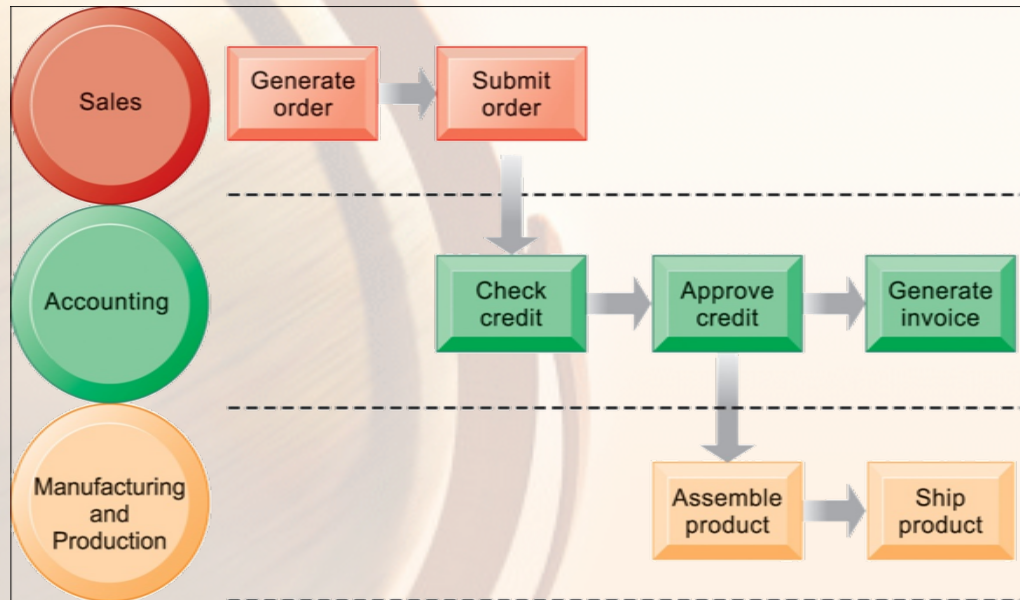 Sales
Generate
order
Submit
order
Accounting
Check
credit
Approve
credit
Generate
invoice
Manufacturing
and
Production
Assemble
product
Ship
product